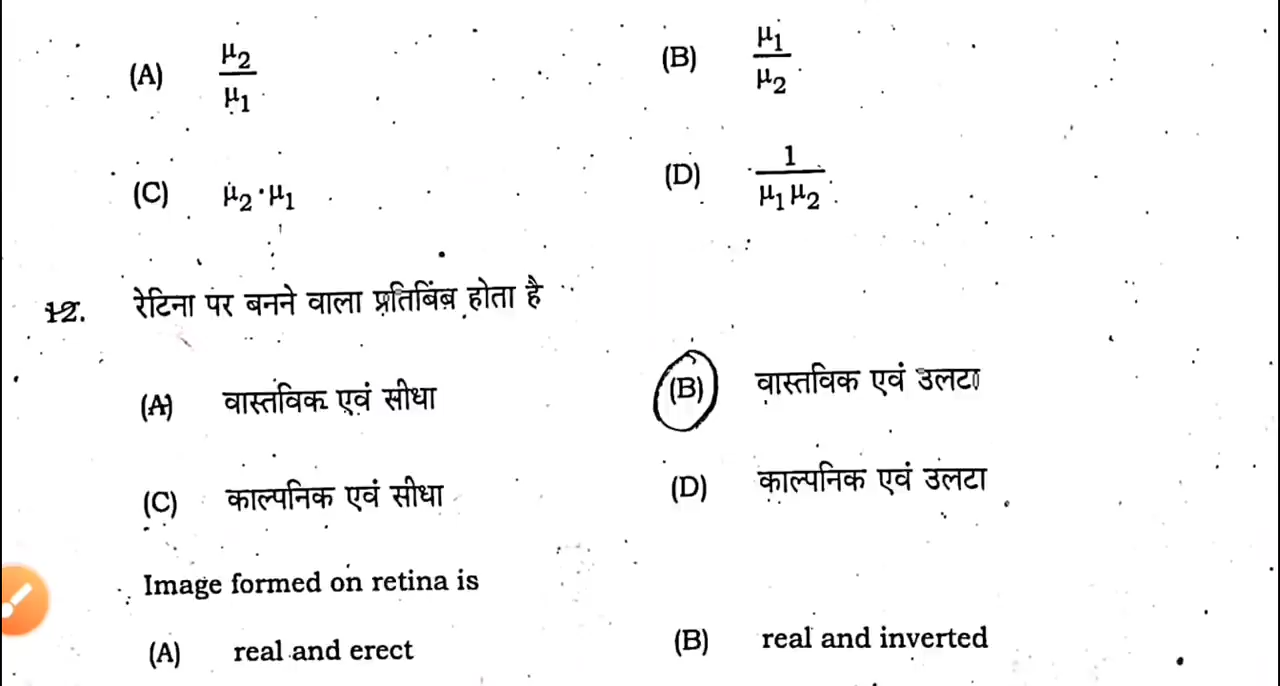 (A) μ2/μ1 (B) μ1/μ2
(C) μ2·μ1 (D) 1/μ1μ2
12. रेटिना पर बनने वाला प्रतिबिंब होता है
(A) वास्तविक एवं सीधा (B) वास्तविक एवं उलटा
(C) काल्पनिक एवं सीधा (D) काल्पनिक एवं उलटा
Image formed on retina is
(A) real and erect (B) real and inverted